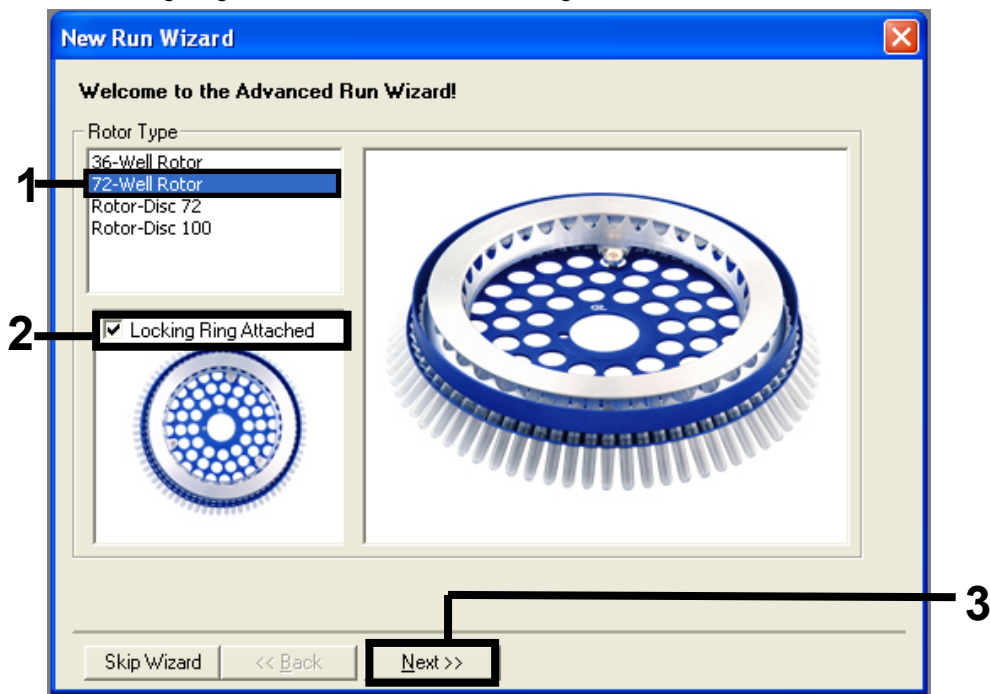 New Run Wizard
Welcome to the Advanced Run Wizard!
Rotor Type
36-Well Rotor
1
72-Well Rotor
Rotor-Disc 72
Rotor-Disc 100
2
Locking Ring Attached
3
Skip Wizard
<< Back
Next >>